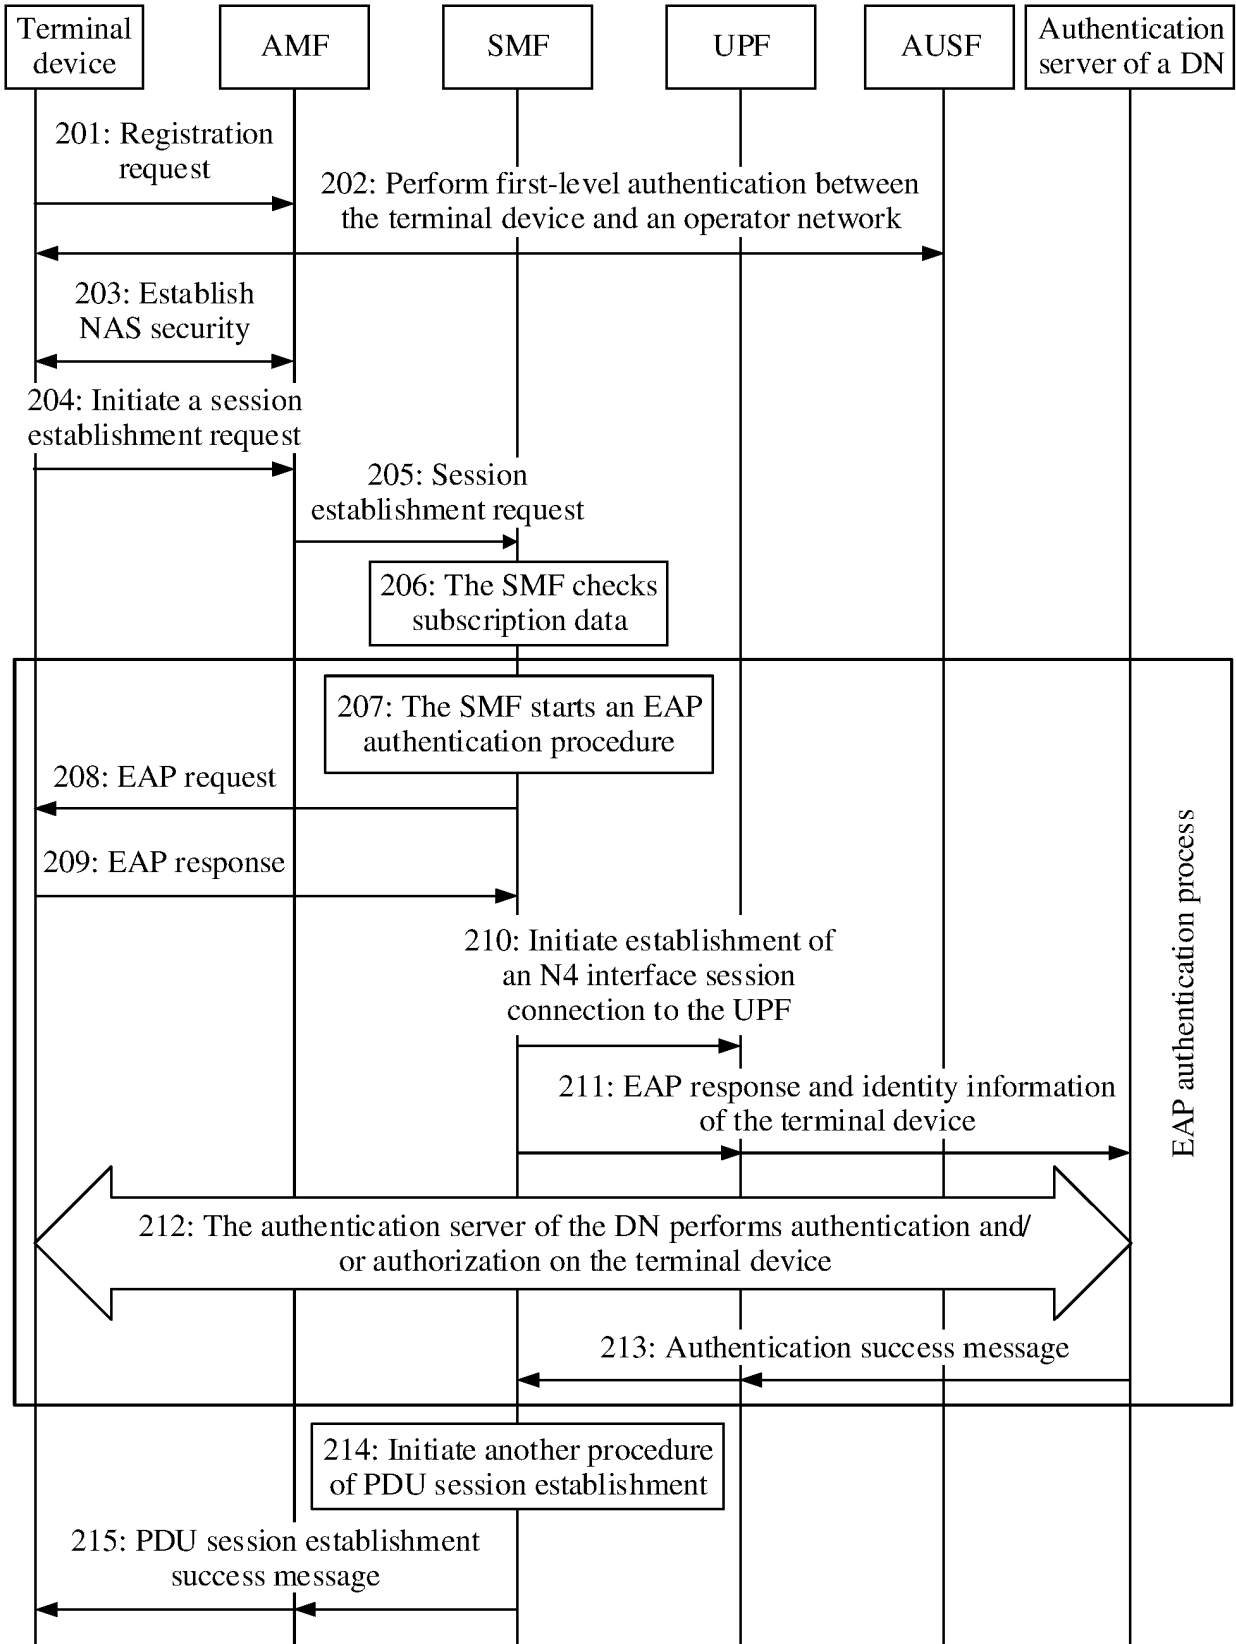 Terminal
device
AMF
SMF
UPF
AUSF
Authentication
server of a DN
201: Registration
request
202: Perform first-level authentication between
the terminal device and an operator network
203: Establish
NAS security
204: Initiate a session
establishment request
205: Session
establishment request
206: The SMF checks
subscription data
207: The SMF starts an EAP
authentication procedure
208: EAP request
209: EAP response
210: Initiate establishment of
an N4 interface session
connection to the UPF
211: EAP response and identity information
of the terminal device
EAP authentication process
212: The authentication server of the DN performs authentication and/
or authorization on the terminal device
213: Authentication success message
214: Initiate another procedure
of PDU session establishment
215: PDU session establishment
success message